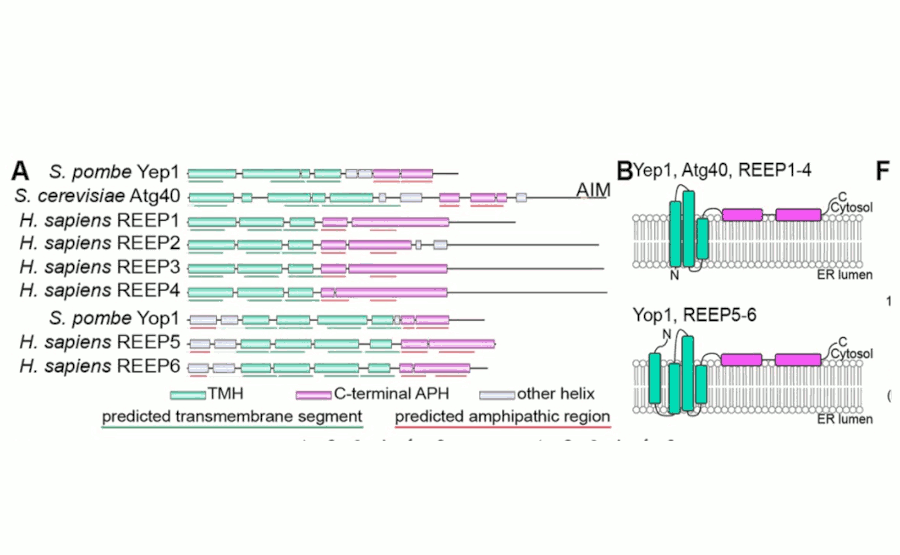 A
S. pombe Yep1
S. cerevisiae Atg40
AIM
H. sapiens REEP1
H. sapiens REEP2
H. sapiens REEP3
H. sapiens REEP4
S. pombe Yop1
H. sapiens REEP5
H. sapiens REEP6
TMH
C-terminal APH
other helix
predicted transmembrane segment
predicted amphipathic region
B
Yep1, Atg40, REEP1-4
C
Cytosol
N
ER lumen
Yop1, REEP5-6
N
C
Cytosol
ER lumen
F
1
(